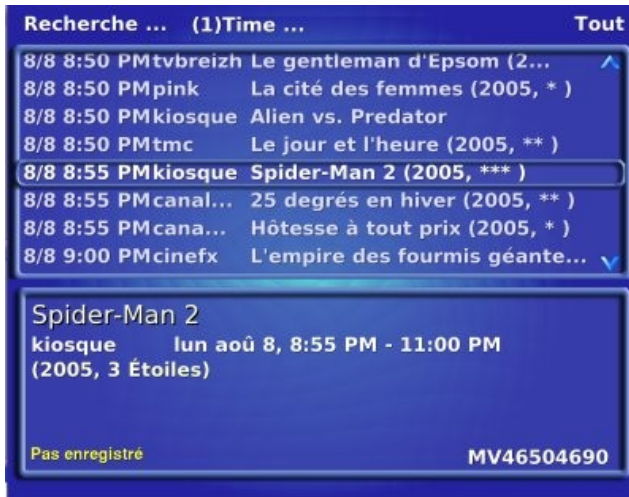 Recherche ... (1)Time ... Tout
8/8 8:50 PMtvbreizh Le gentleman d'Epsom (2...
8/8 8:50 PMpink La cité des femmes (2005, * )
8/8 8:50 PMkiosque Alien vs. Predator
8/8 8:50 PMtmc Le jour et l'heure (2005, ** )
8/8 8:55 PMkiosque Spider-Man 2 (2005, *** )
8/8 8:55 PMcanal... 25 degrés en hiver (2005, ** )
8/8 8:55 PMcana... Hôtesse à tout prix (2005, * )
8/8 9:00 PMcinefx L'empire des fourmis géante...
Spider-Man 2
kiosque lun aoû 8, 8:55 PM - 11:00 PM
(2005, 3 Étoiles)
Pas enregistré MV46504690